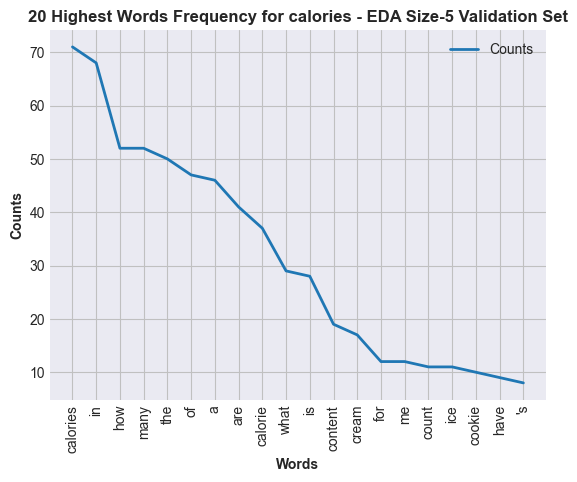 20 Highest Words Frequency for calories - EDA Size-5 Validation Set
Counts
70
60
50
40
30
20
10
Counts
calories
in
how
many
the
of
a
are
calorie
what
is
content
cream
for
me
count
ice
cookie
have
's
Words